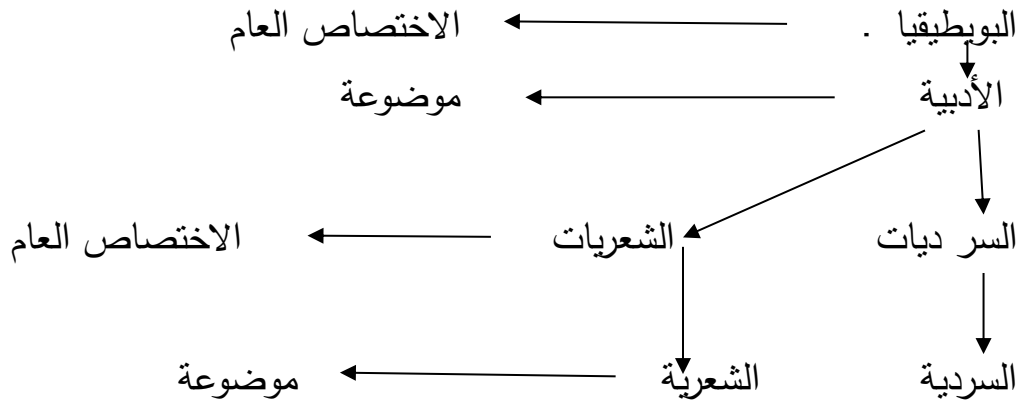 البويطيقيا . الاختصاص العام
الأدبية موضوعة
السر ديات الشعريات الاختصاص العام
السردية الشعرية موضوعة